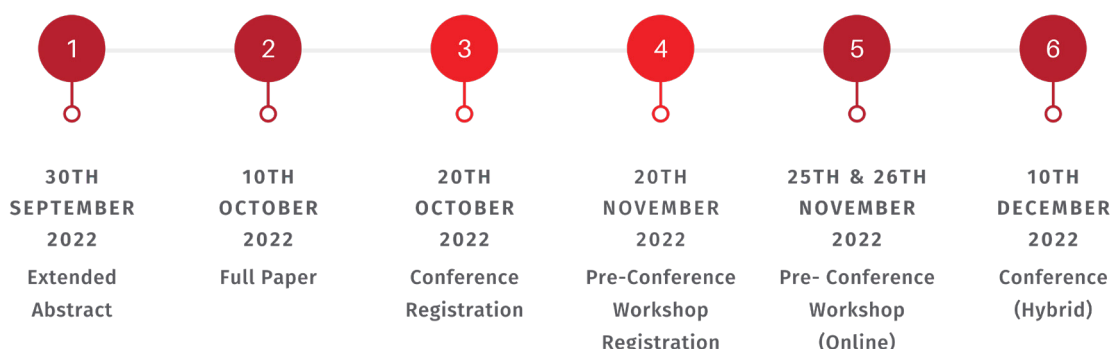 1
2
3
4
5
6
30TH
SEPTEMBER
2022
Extended
Abstract
10TH
OCTOBER
2022
Full Paper
20TH
OCTOBER
2022
Conference
Registration
20TH
NOVEMBER
2022
Pre-Conference
Workshop
Registration
25TH & 26TH
NOVEMBER
2022
Pre- Conference
Workshop
(Online)
10TH
DECEMBER
2022
Conference
(Hybrid)